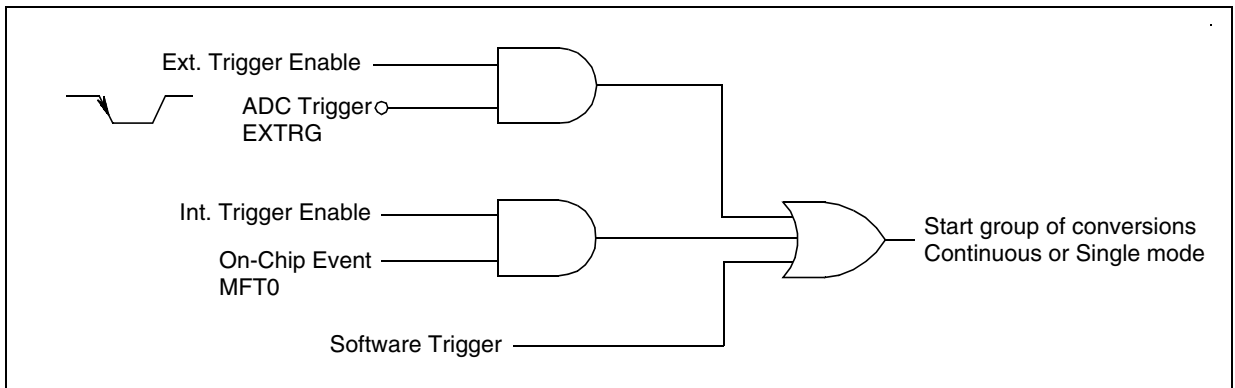 Ext. Trigger Enable
ADC Trigger
EXTRG
Int. Trigger Enable
On-Chip Event
MFT0
Software Trigger
Start group of conversions
Continuous or Single mode